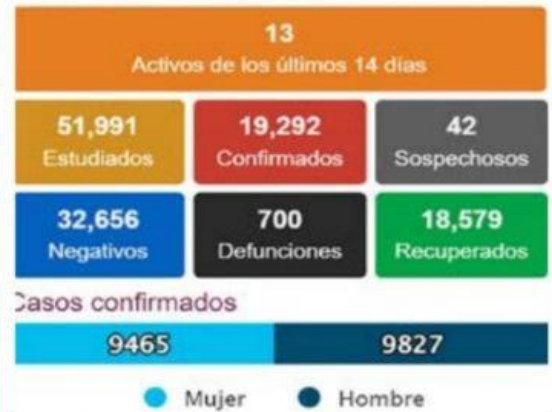 13
Activos de los últimos 14 días
51,991
Estudiados
19,292
Confirmados
42
Sospechosos
32,656
Negativos
700
Defunciones
18,579
Recuperados
Casos confirmados
9465
9827
Mujer
Hombre